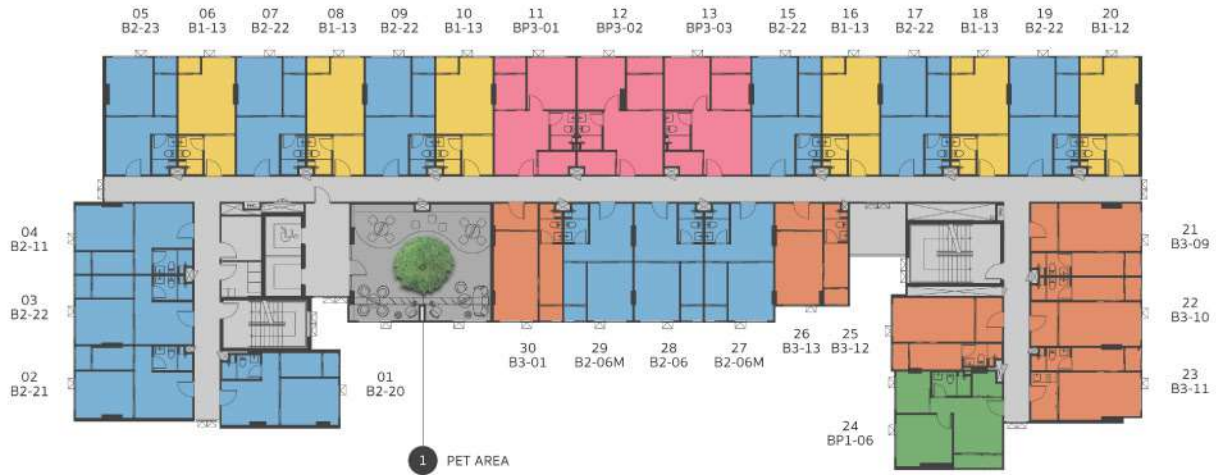 05
B2-23
06
B1-13
07
B2-22
08
B1-13
09
B2-22
10
B1-13
11
BP3-01
12
BP3-02
13
BP3-03
15
B2-22
16
B1-13
17
B2-22
18
B1-13
19
B2-22
20
B1-12
04
B2-11
03
B2-22
02
B2-21
01
B2-20
30
B3-01
29
B2-06M
28
B2-06
27
B2-06M
26
B3-13
25
B3-12
24
BP1-06
21
B3-09
22
B3-10
23
B3-11
1 PET AREA